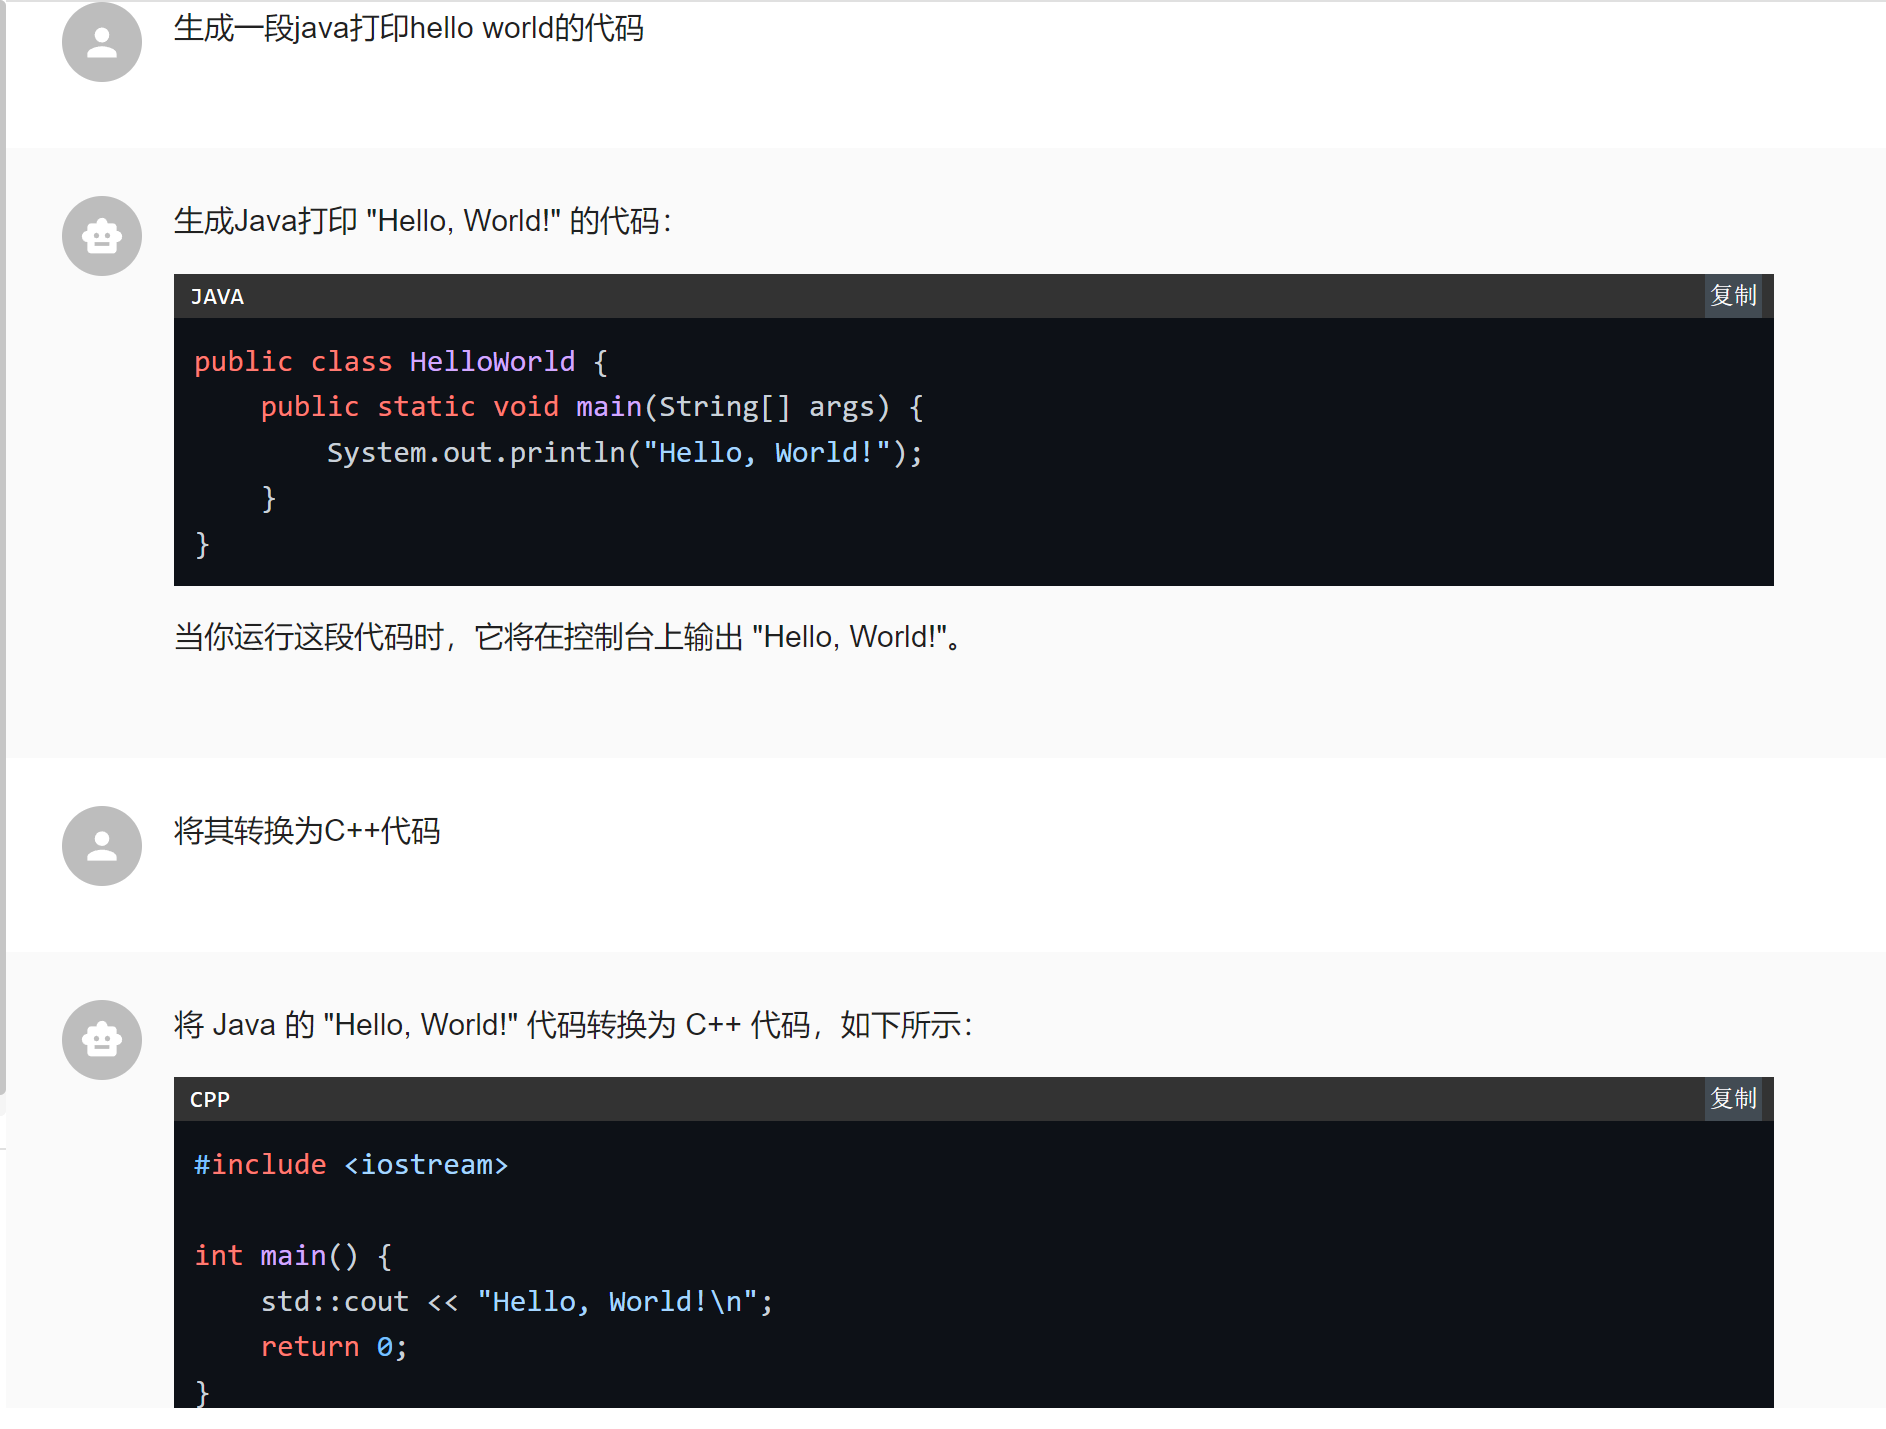 生成一段java打印hello world的代码
生成Java打印 "Hello, World!" 的代码：
JAVA
复制
public class HelloWorld {
    public static void main(String[] args) {
        System.out.println("Hello, World!");
    }
}
当你运行这段代码时，它将在控制台上输出 "Hello, World!"。
将其转换为C++代码
将 Java 的 "Hello, World!" 代码转换为 C++ 代码，如下所示：
CPP
复制
#include <iostream>

int main() {
    std::cout << "Hello, World!\n";
    return 0;
}